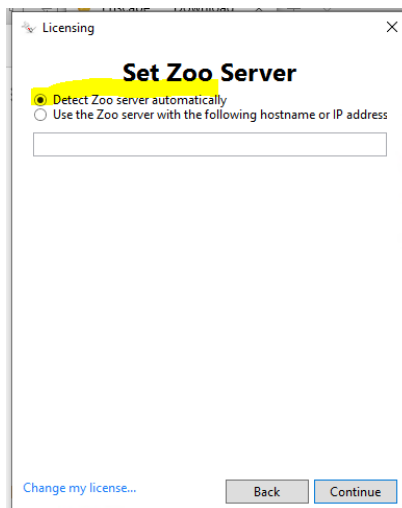 Licensing
Set Zoo Server
Detect Zoo server automatically
Use the Zoo server with the following hostname or IP address
Change my license...
Back
Continue